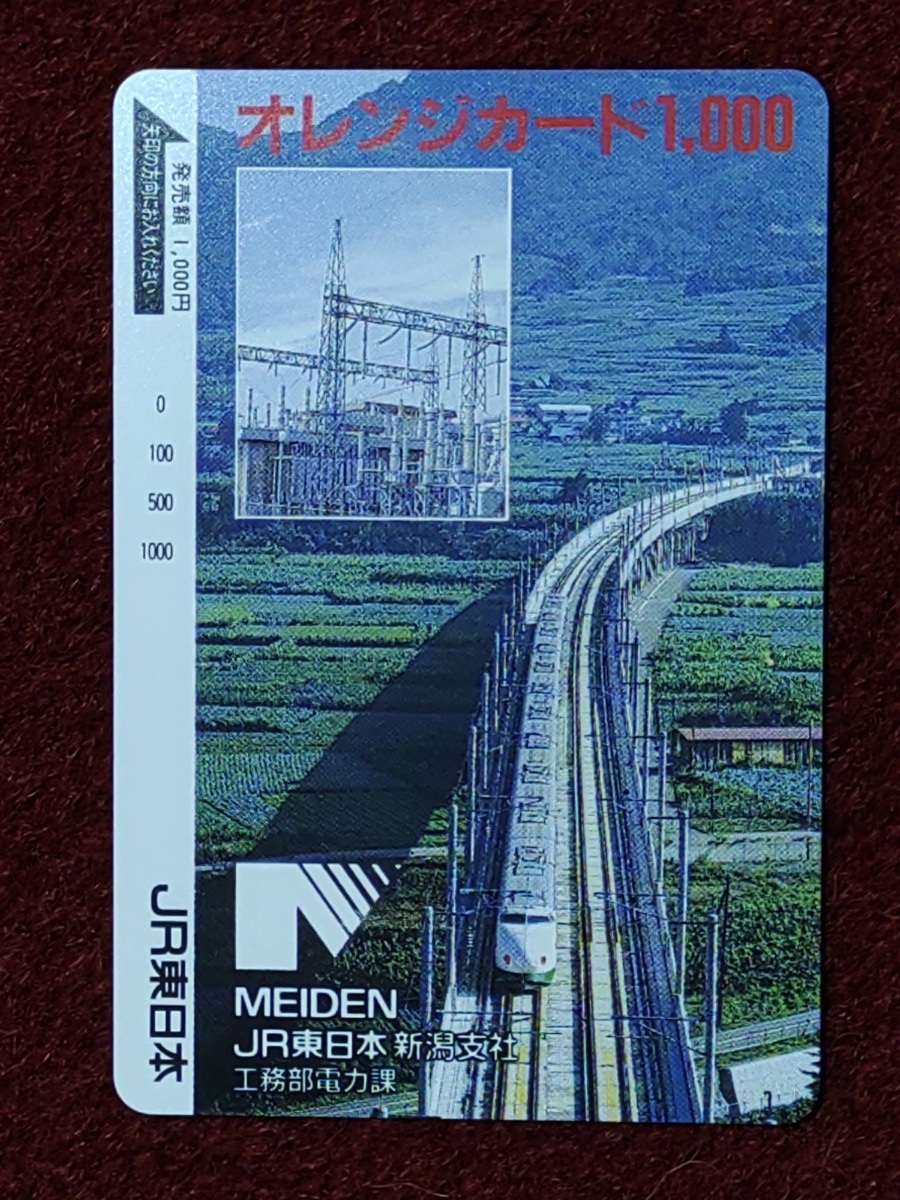 オレンジカード1,000
矢印の方向にお入れください。
発売額 1,000円
0
100
500
1000
JR東日本
MEIDEN
JR東日本 新潟支社
工務部電力課